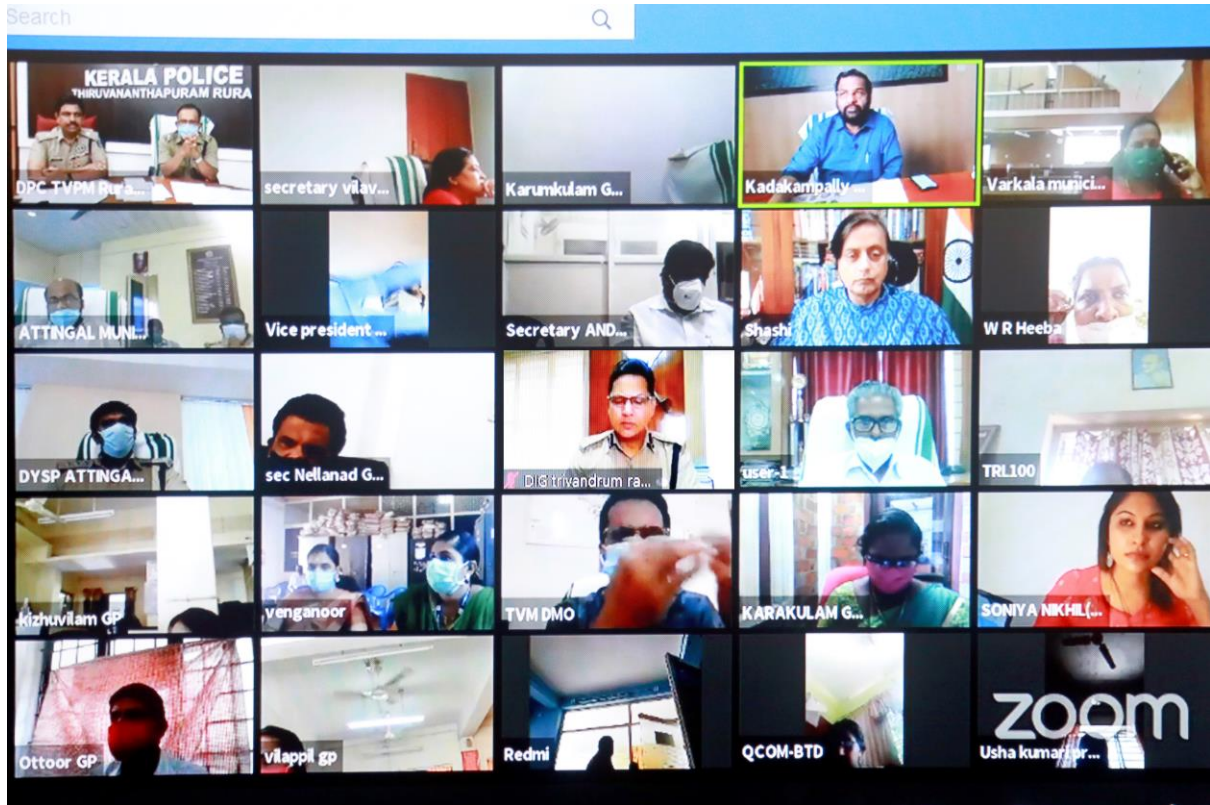 Search
KERALA POLICE
THIRUVANANTHAPURAM RURA
DPC TVPM Rura...
secretary vilav...
Karumkulam G...
Kadakampally ...
Varkala munici...
ATTINGAL MUNI...
Vice president ...
Secretary AND...
Shashi
W R Heeba
DYSP ATTINGA...
sec Nellanad G...
DIG trivandrum ra...
user-1
TRL100
kizhuvilam GP
venganoor
TVM DMO
KARAKULAM G...
SONIYA NIKHIL(...
Ottoor GP
vilappil gp
Redmi
QCOM-BTD
zoom
Usha kumari pr...